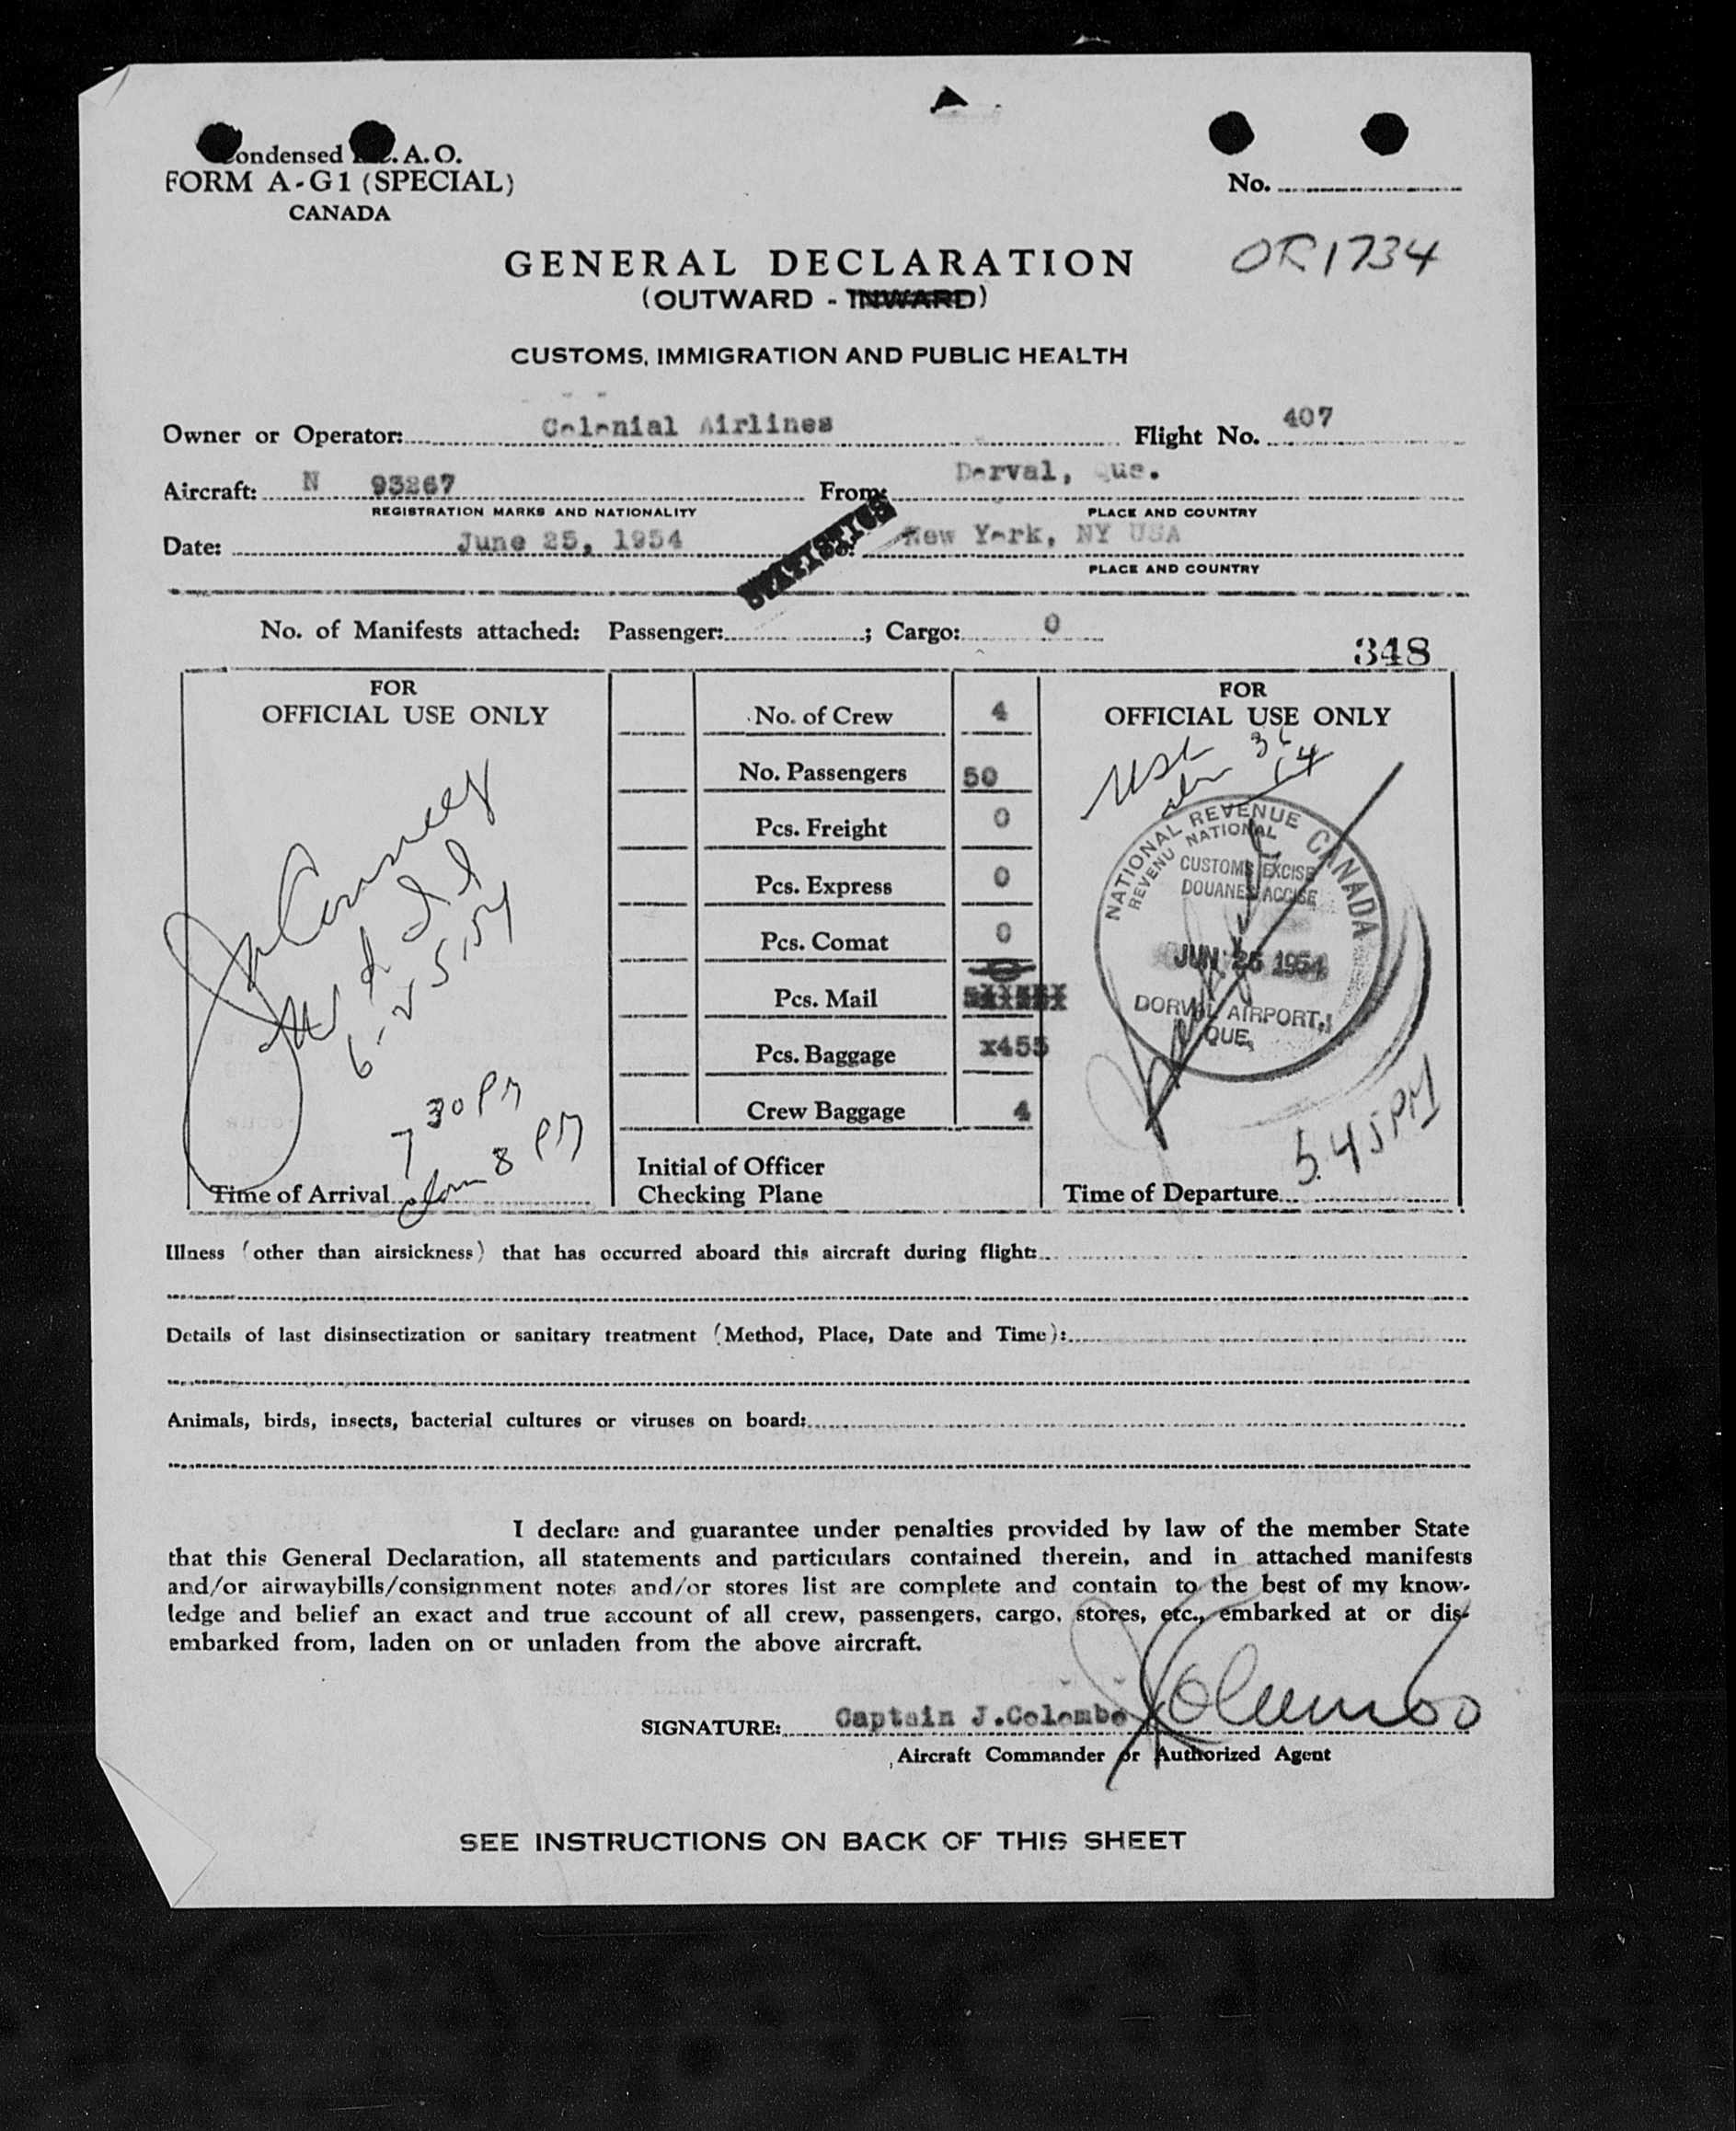 Condensed I.C.A.O.
FORM A-G1 (SPECIAL)
CANADA
No.
OR1734
GENERAL DECLARATION
(OUTWARD - INWARD)
CUSTOMS, IMMIGRATION AND PUBLIC HEALTH
Owner or Operator: Colonial Airlines Flight No. 407
Aircraft: N 93267 From: Dorval, Que.
REGISTRATION MARKS AND NATIONALITY PLACE AND COUNTRY
Date: June 25, 1954 New York, NY USA
STATISTICS
PLACE AND COUNTRY
No. of Manifests attached: Passenger: ; Cargo: 0
348
FOR
OFFICIAL USE ONLY
6-25-54
7 30 PM
8 PM
Time of Arrival
No. of Crew 4
No. Passengers 50
Pcs. Freight 0
Pcs. Express 0
Pcs. Comat 0
Pcs. Mail
Pcs. Baggage x455
Crew Baggage 4
Initial of Officer
Checking Plane
FOR
OFFICIAL USE ONLY
USA 36
14
NATIONAL REVENUE CANADA
REVENU NATIONAL
CUSTOMS EXCISE
DOUANES ACCISE
JUN 25 1954
DORVAL AIRPORT,
QUE.
5.45 PM
Time of Departure
Illness (other than airsickness) that has occurred aboard this aircraft during flight:
Details of last disinsectization or sanitary treatment (Method, Place, Date and Time):
Animals, birds, insects, bacterial cultures or viruses on board:
I declare and guarantee under penalties provided by law of the member State
that this General Declaration, all statements and particulars contained therein, and in attached manifests
and/or airwaybills/consignment notes and/or stores list are complete and contain to the best of my know-
ledge and belief an exact and true account of all crew, passengers, cargo, stores, etc., embarked at or dis-
embarked from, laden on or unladen from the above aircraft.
SIGNATURE: Captain J.Colombo JColombo
Aircraft Commander or Authorized Agent
SEE INSTRUCTIONS ON BACK OF THIS SHEET